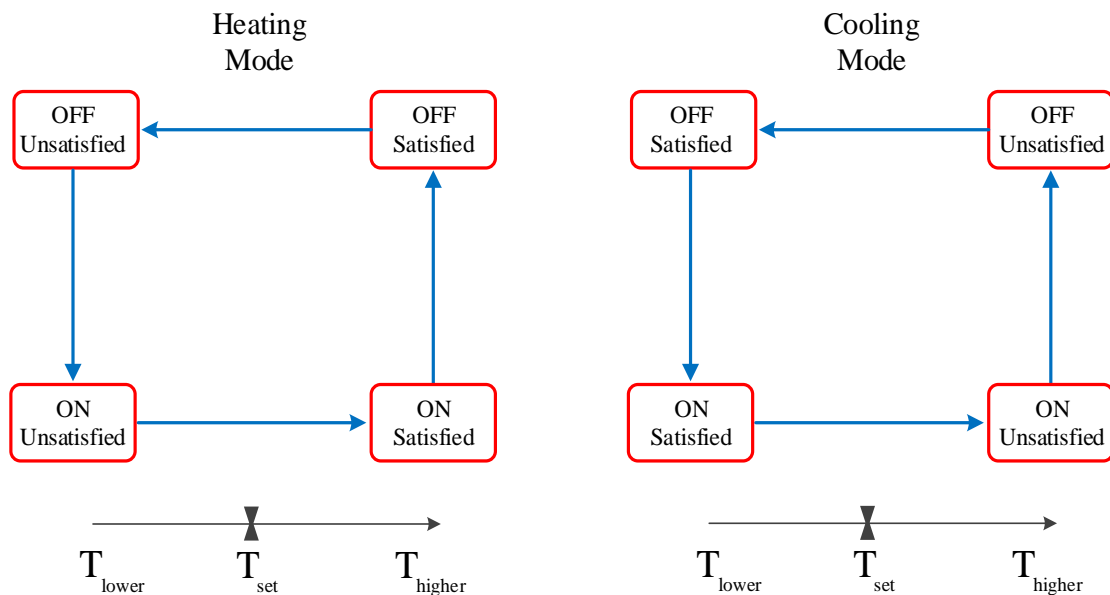 Heating
Mode
OFF
Unsatisfied
OFF
Satisfied
ON
Unsatisfied
ON
Satisfied
T lower
T set
T higher
Cooling
Mode
OFF
Satisfied
OFF
Unsatisfied
ON
Satisfied
ON
Unsatisfied
T lower
T set
T higher